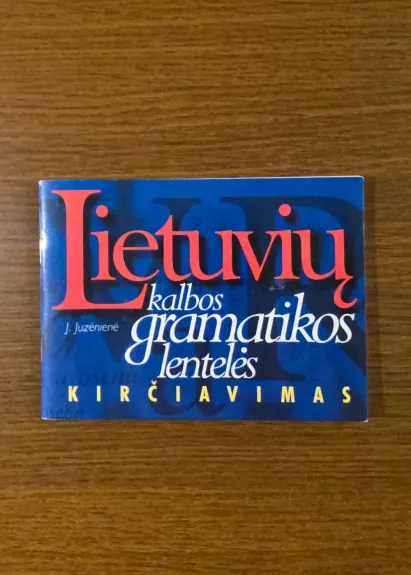 Lietuvių
kalbos
J. Juzėnienė
gramatikos
lentelės
KIRČIAVIMAS